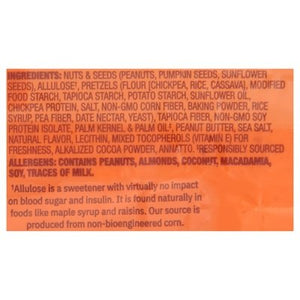 INGREDIENTS: NUTS & SEEDS (PEANUTS, PUMPKIN SEEDS, SUNFLOWER
SEEDS), ALLULOSE¹, PRETZELS (FLOUR [CHICKPEA, RICE, CASSAVA], MODIFIED
FOOD STARCH, TAPIOCA STARCH, POTATO STARCH, SUNFLOWER OIL,
CHICKPEA PROTEIN, SALT, NON-GMO CORN FIBER, BAKING POWDER, RICE
SYRUP, PEA FIBER, DATE NECTAR, YEAST), TAPIOCA FIBER, NON-GMO SOY
PROTEIN ISOLATE, PALM KERNEL & PALM OIL², PEANUT BUTTER, SEA SALT,
NATURAL FLAVOR, LECITHIN, MIXED TOCOPHEROLS (VITAMIN E) FOR
FRESHNESS, ALKALIZED COCOA POWDER, ANNATTO. ²RESPONSIBLY SOURCED
ALLERGENS: CONTAINS PEANUTS, ALMONDS, COCONUT, MACADAMIA,
SOY, TRACES OF MILK.
¹Allulose is a sweetener with virtually no impact
on blood sugar and insulin. It is found naturally in
foods like maple syrup and raisins. Our source is
produced from non-bioengineered corn.